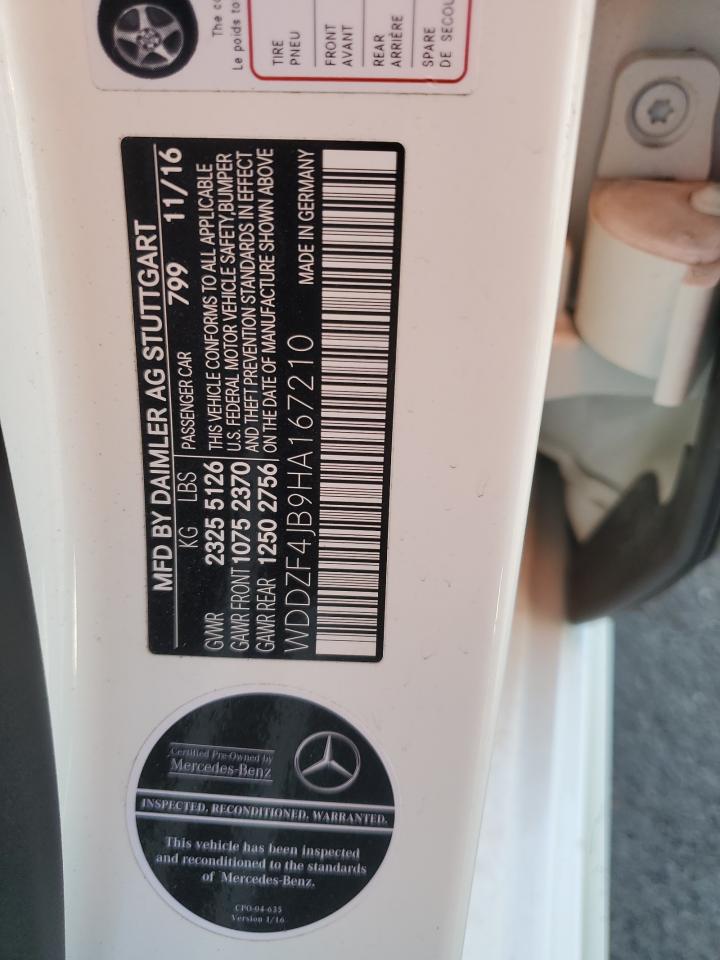 The
Le poids
TIRE
PNEU
FRONT
AVANT
REAR
ARRIÈRE
SPARE
DE
MFD BY DAIMLER AG STUTTGART
KG LBS PASSENGER CAR 799 11/16
GVWR 2325 5126 THIS VEHICLE CONFORMS TO ALL APPLICABLE
U.S. FEDERAL MOTOR VEHICLE SAFETY,BUMPER
GAWR FRONT 1075 2370 AND THEFT PREVENTION STANDARDS IN EFFECT
GAWR REAR 1250 2756 ON THE DATE OF MANUFACTURE SHOWN ABOVE
WDDZF4JB9HA167210 MADE IN GERMANY
Certified Pre-Owned by
Mercedes-Benz
INSPECTED. RECONDITIONED. WARRANTED.
This vehicle has been inspected
and reconditioned to the standards
of Mercedes-Benz.
CPO-04-635
Version 1/16